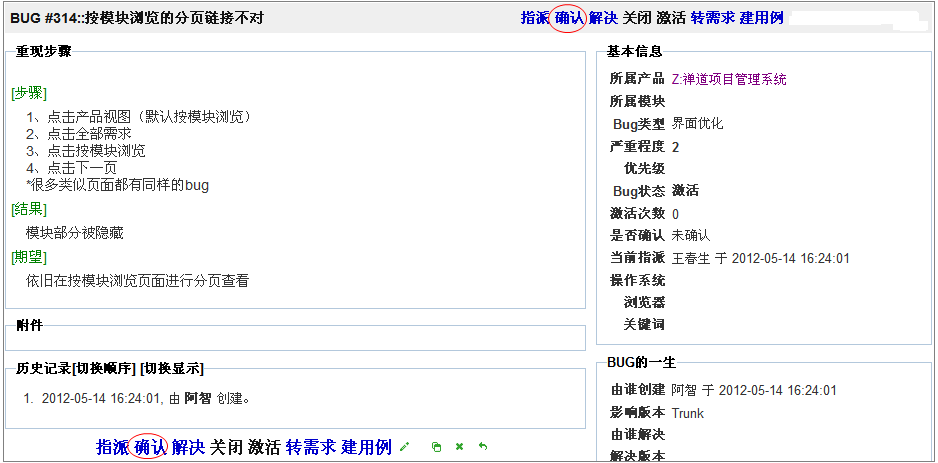 BUG #314::按模块浏览的分页链接不对
指派 确认 解决 关闭 激活 转需求 建用例
重现步骤
[步骤]
1、点击产品视图（默认按模块浏览）
2、点击全部需求
3、点击按模块浏览
4、点击下一页
*很多类似页面都有同样的bug
[结果]
模块部分被隐藏
[期望]
依旧在按模块浏览页面进行分页查看
附件
历史记录[切换顺序] [切换显示]
1. 2012-05-14 16:24:01, 由 阿智 创建。
指派 确认 解决 关闭 激活 转需求 建用例
基本信息
所属产品 Z:禅道项目管理系统
所属模块
Bug类型 界面优化
严重程度 2
优先级
Bug状态 激活
激活次数 0
是否确认 未确认
当前指派 王春生 于 2012-05-14 16:24:01
操作系统
浏览器
关键词
BUG的一生
由谁创建 阿智 于 2012-05-14 16:24:01
影响版本 Trunk
由谁解决
解决版本